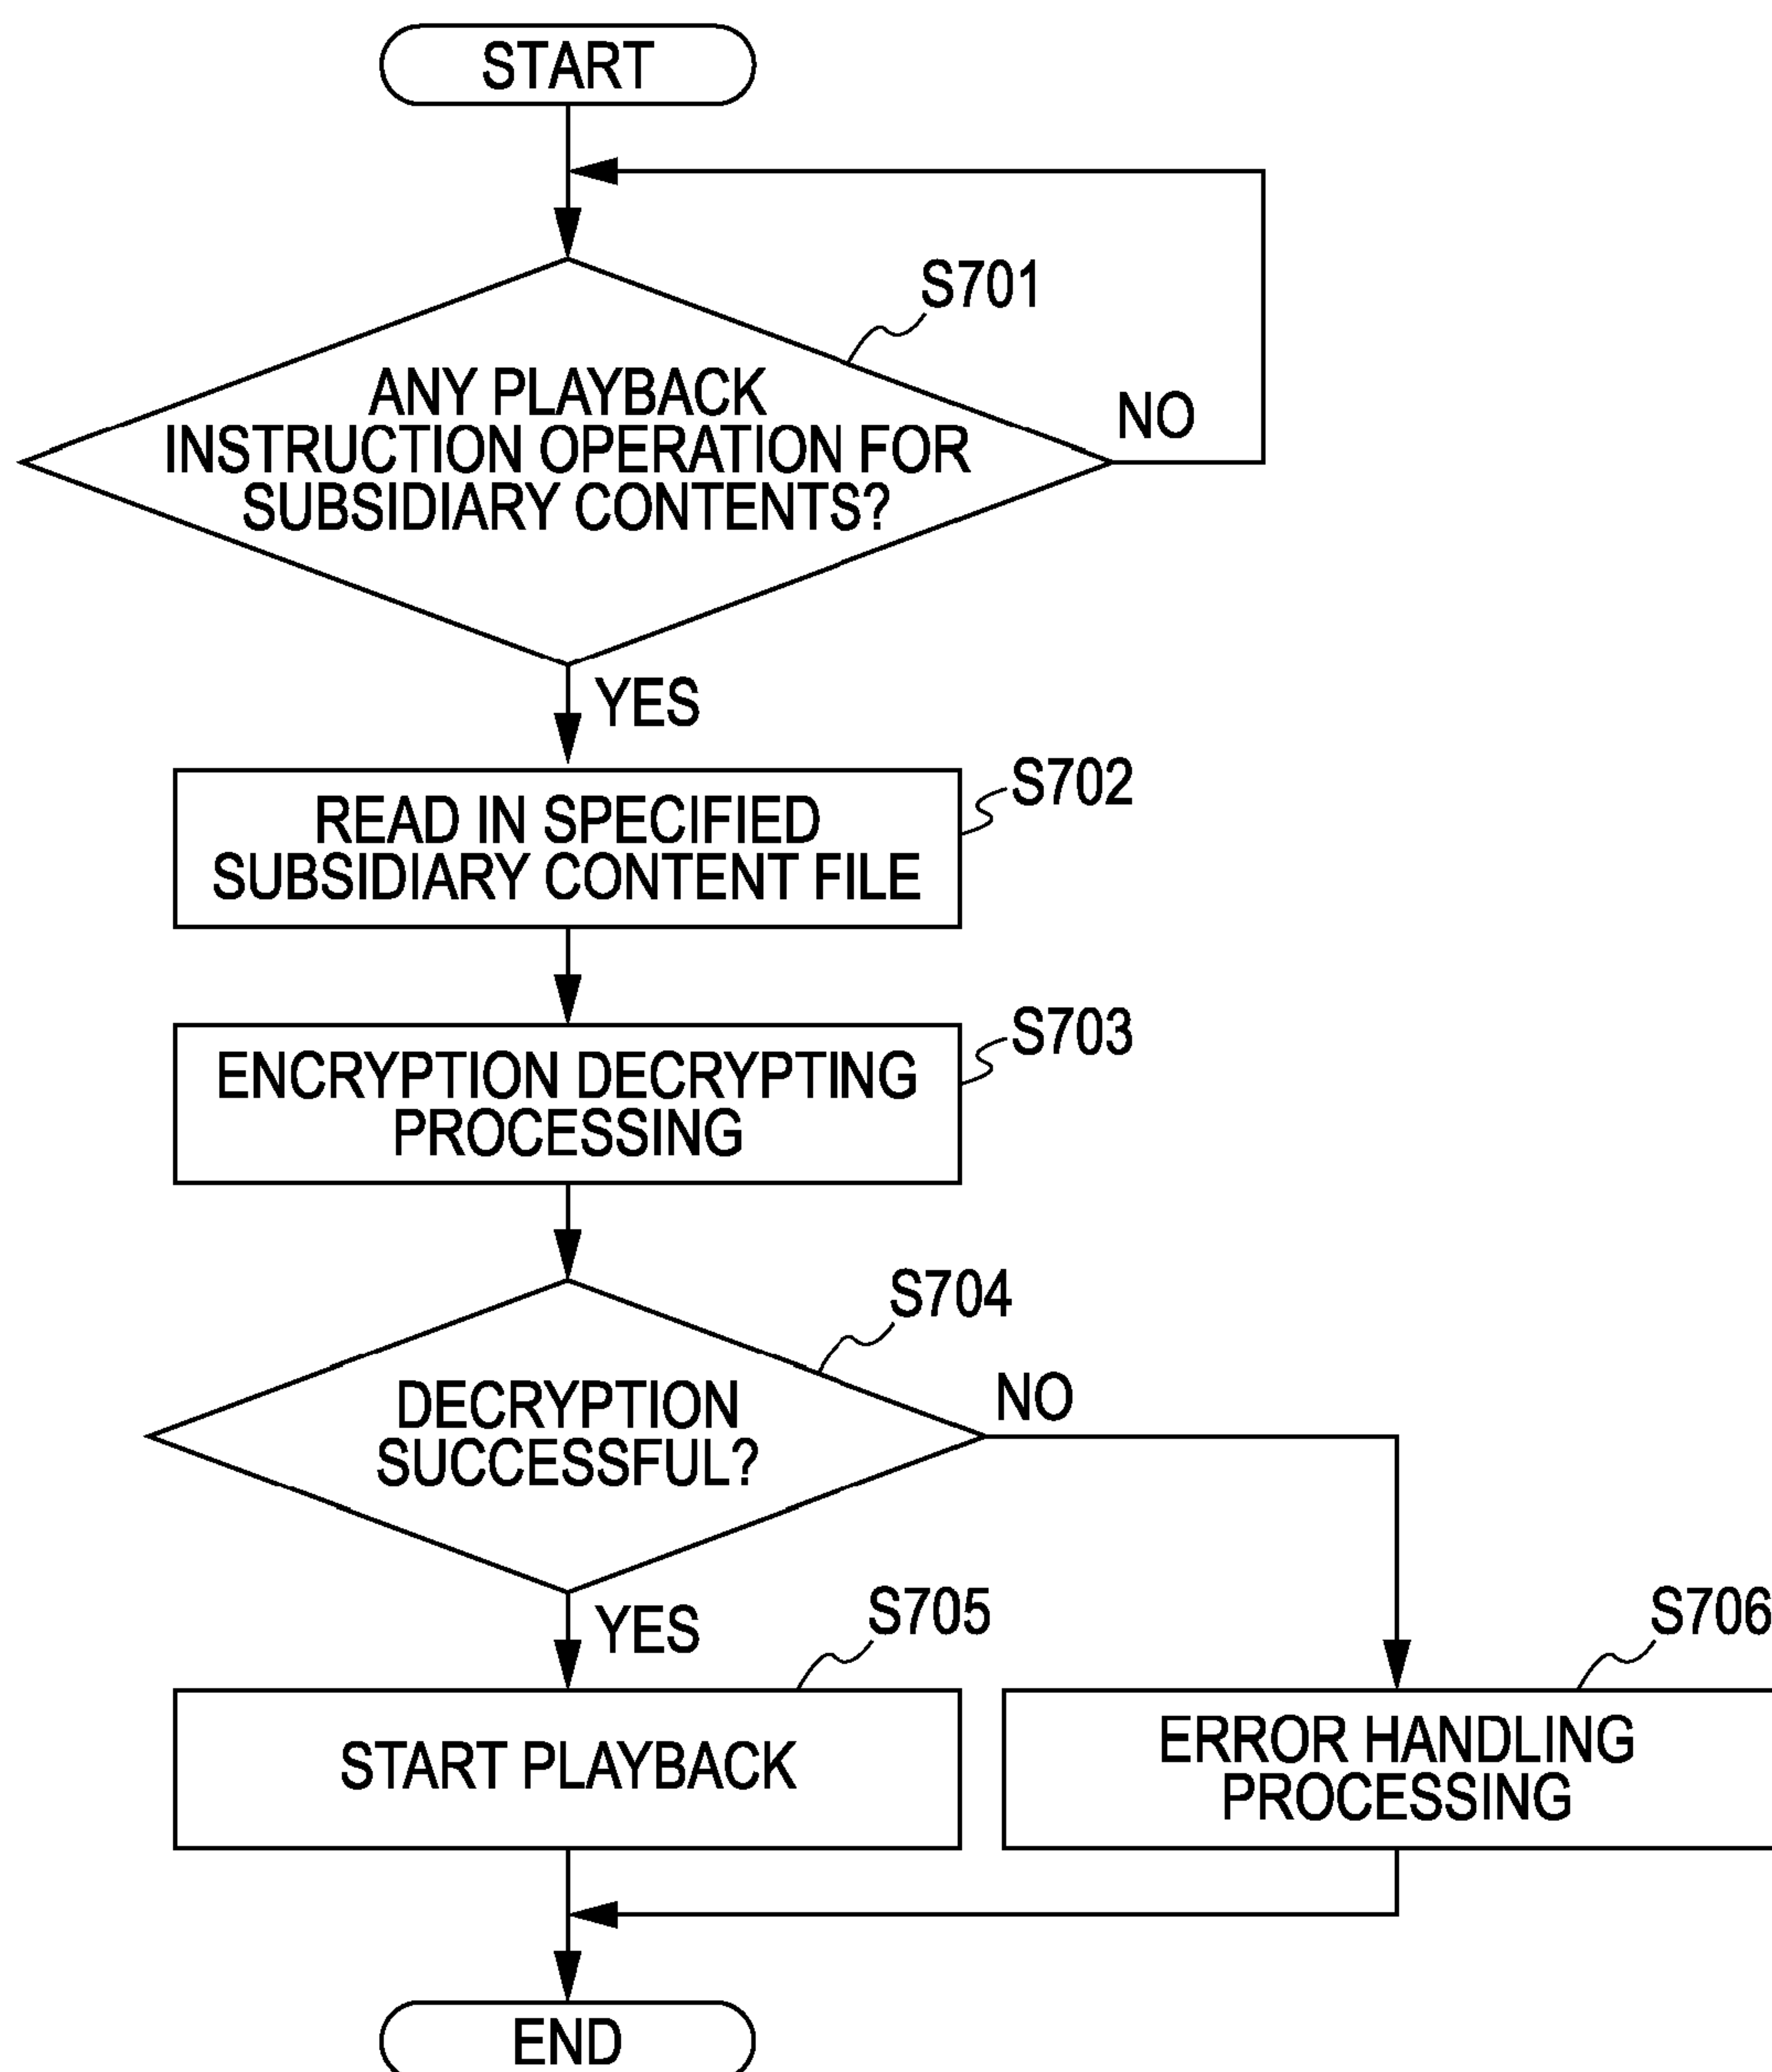 START
S701
ANY PLAYBACK
INSTRUCTION OPERATION FOR
SUBSIDIARY CONTENTS?
NO
YES
S702
READ IN SPECIFIED
SUBSIDIARY CONTENT FILE
S703
ENCRYPTION DECRYPTING
PROCESSING
S704
DECRYPTION
SUCCESSFUL?
NO
YES
S705
S706
START PLAYBACK
ERROR HANDLING
PROCESSING
END